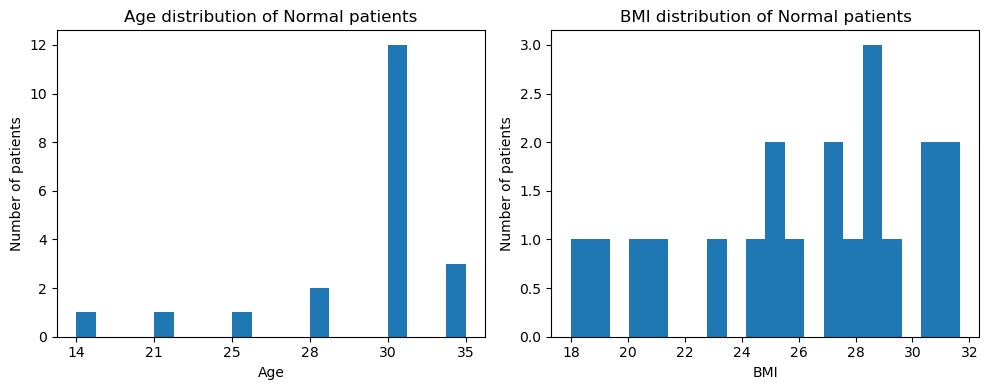 Age distribution of Normal patients
Number of patients
12
10
8
6
4
2
0
14 21 25 28 30 35
Age
BMI distribution of Normal patients
Number of patients
3.0
2.5
2.0
1.5
1.0
0.5
0.0
18 20 22 24 26 28 30 32
BMI